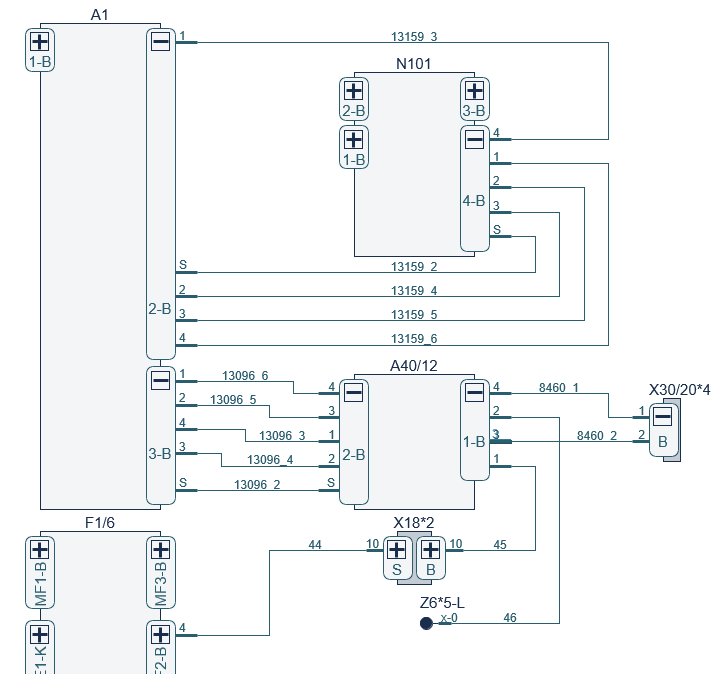 A1
1
13159_3
1-B
N101
2-B
3-B
4
1-B
1
2
4-B
3
S
S
13159_2
2
13159_4
2-B
3
13159_5
4
13159_6
A40/12
1
13096_6
4
4
8460_1
X30/20*4
2
13096_5
3
2
1
4
13096_3
1
3
8460_2
2
B
3-B
3
13096_4
2
2-B
1-B
1
S
13096_2
S
F1/6
X18*2
44
10
10
45
MF1-B
MF3-B
S
B
Z6*5-L
x-0
46
4
F2-B